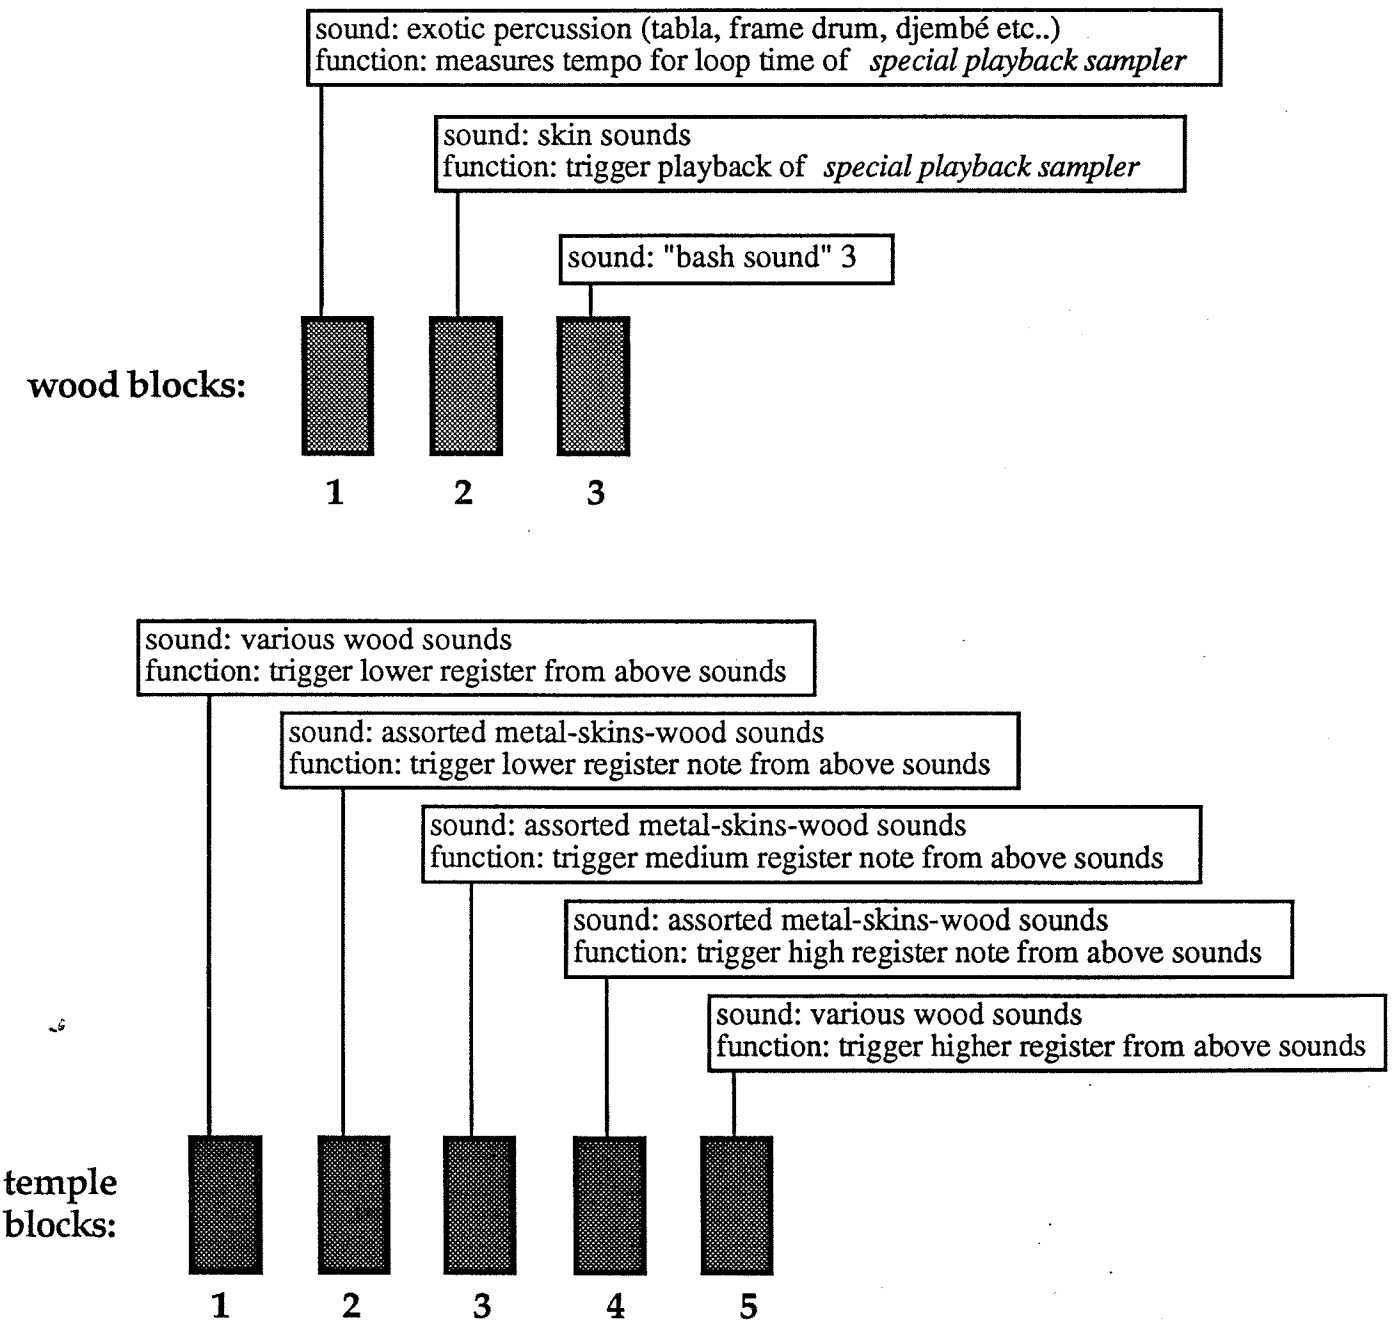 sound: exotic percussion (tabla, frame drum, djembé etc..)
function: measures tempo for loop time of special playback sampler
sound: skin sounds
function: trigger playback of special playback sampler
sound: "bash sound" 3
wood blocks:
1 2 3
sound: various wood sounds
function: trigger lower register from above sounds
sound: assorted metal-skins-wood sounds
function: trigger lower register note from above sounds
sound: assorted metal-skins-wood sounds
function: trigger medium register note from above sounds
sound: assorted metal-skins-wood sounds
function: trigger high register note from above sounds
sound: various wood sounds
function: trigger higher register from above sounds
temple
blocks:
1 2 3 4 5